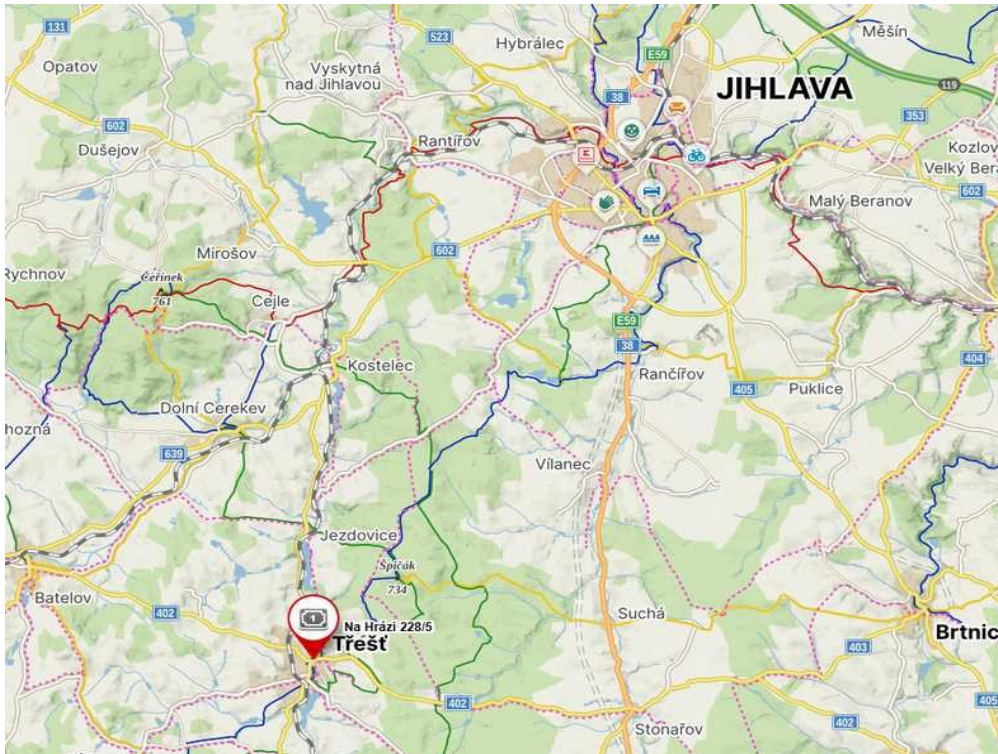 131
523
Hybrálec
E59
Měšín
Opatov
Vyskytná
nad Jihlavou
38
JIHLAVA
119
602
353
Dušejov
Rantířov
Kozlov
Velký Ber
602
Malý Beranov
Mirošov
602
Rychnov
Čeřínek
761
Cejle
E59
38
404
Kostelec
Rančířov
405
Puklice
Dolní Cerekev
hozná
639
Vílanec
Jezdovice
Špičák
734
Batelov
402
1
Na Hrázi 228/5
Suchá
Třešť
Brtnic
403
402
402
405
Stonařov